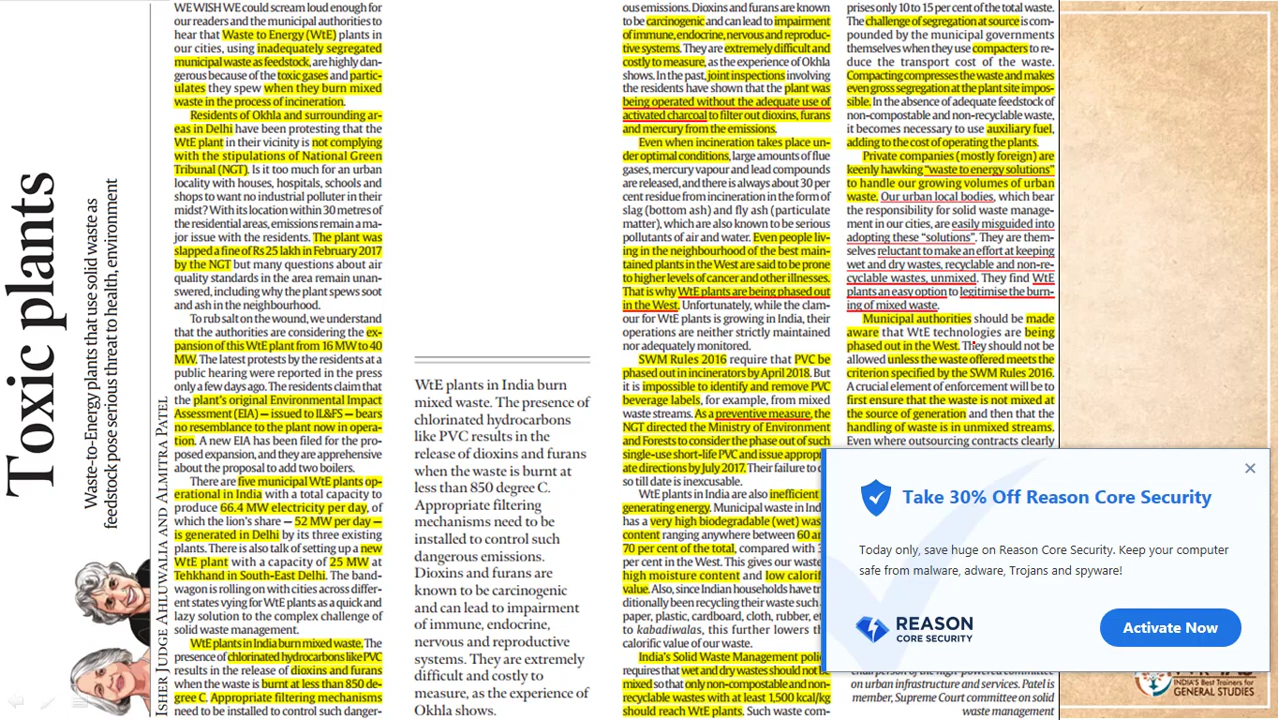 Toxic plants
Waste-to-Energy plants that use solid waste as
feedstock pose serious threat to health, environment
ISHER JUDGE AHLUWALIA AND ALMITRA PATEL
WE WISH WE could scream loud enough for
our readers and the municipal authorities to
hear that Waste to Energy (WtE) plants in
our cities, using inadequately segregated
municipal waste as feedstock, are highly dan-
gerous because of the toxic gases and partic-
ulates they spew when they burn mixed
waste in the process of incineration.
Residents of Okhla and surrounding ar-
eas in Delhi have been protesting that the
WtE plant in their vicinity is not complying
with the stipulations of National Green
Tribunal (NGT). Is it too much for an urban
locality with houses, hospitals, schools and
shops to want no industrial polluter in their
midst? With its location within 30 metres of
the residential areas, emissions remain a ma-
jor issue with the residents. The plant was
slapped a fine of Rs 25 lakh in February 2017
by the NGT but many questions about air
quality standards in the area remain unan-
swered, including why the plant spews soot
and ash in the neighbourhood.
To rub salt on the wound, we understand
that the authorities are considering the ex-
pansion of this WtE plant from 16 MW to 40
MW. The latest protests by the residents at a
public hearing were reported in the press
only a few days ago. The residents claim that
the plant's original Environmental Impact
Assessment (EIA) — issued to IL&FS — bears
no resemblance to the plant now in opera-
tion. A new EIA has been filed for the pro-
posed expansion, and they are apprehensive
about the proposal to add two boilers.
There are five municipal WtE plants op-
erational in India with a total capacity to
produce 66.4 MW electricity per day, of
which the lion's share — 52 MW per day —
is generated in Delhi by its three existing
plants. There is also talk of setting up a new
WtE plant with a capacity of 25 MW at
Tehkhand in South-East Delhi. The band-
wagon is rolling on with cities across differ-
ent states vying for WtE plants as a quick and
lazy solution to the complex challenge of
solid waste management.
WtE plants in India burn mixed waste. The
presence of chlorinated hydrocarbons like PVC
results in the release of dioxins and furans
when the waste is burnt at less than 850 de-
gree C. Appropriate filtering mechanisms
need to be installed to control such danger-
WtE plants in India burn
mixed waste. The presence of
chlorinated hydrocarbons
like PVC results in the
release of dioxins and furans
when the waste is burnt at
less than 850 degree C.
Appropriate filtering
mechanisms need to be
installed to control such
dangerous emissions.
Dioxins and furans are
known to be carcinogenic
and can lead to impairment
of immune, endocrine,
nervous and reproductive
systems. They are extremely
difficult and costly to
measure, as the experience of
Okhla shows.
ous emissions. Dioxins and furans are known
to be carcinogenic and can lead to impairment
of immune, endocrine, nervous and reproduc-
tive systems. They are extremely difficult and
costly to measure, as the experience of Okhla
shows. In the past, joint inspections involving
the residents have shown that the plant was
being operated without the adequate use of
activated charcoal to filter out dioxins, furans
and mercury from the emissions.
Even when incineration takes place un-
der optimal conditions, large amounts of flue
gases, mercury vapour and lead compounds
are released, and there is always about 30 per
cent residue from incineration in the form of
slag (bottom ash) and fly ash (particulate
matter), which are also known to be serious
pollutants of air and water. Even people liv-
ing in the neighbourhood of the best main-
tained plants in the West are said to be prone
to higher levels of cancer and other illnesses.
That is why WtE plants are being phased out
in the West. Unfortunately, while the clam-
our for WtE plants is growing in India, their
operations are neither strictly maintained
nor adequately monitored.
SWM Rules 2016 require that PVC be
phased out in incinerators by April 2018. But
it is impossible to identify and remove PVC
beverage labels, for example, from mixed
waste streams. As a preventive measure, the
NGT directed the Ministry of Environment
and Forests to consider the phase out of such
single-use short-life PVC and issue appropri-
ate directions by July 2017. Their failure to
so till date is inexcusable.
WtE plants in India are also inefficient
generating energy. Municipal waste in Ind
has a very high biodegradable (wet) was
content ranging anywhere between 60 an
70 per cent of the total, compared with
per cent in the West. This gives our waste
high moisture content and low calorif
value. Also, since Indian households have tr
ditionally been recycling their waste such
paper, plastic, cardboard, cloth, rubber, et
to kabadiwalas, this further lowers th
calorific value of our waste.
India's Solid Waste Management polic
requires that wet and dry wastes should not be
mixed so that only non-compostable and non-
recyclable wastes with at least 1,500 kcal/kg
should reach WtE plants. Such waste com-
prises only 10 to 15 per cent of the total waste.
The challenge of segregation at source is com-
pounded by the municipal governments
themselves when they use compacters to re-
duce the transport cost of the waste.
Compacting compresses the waste and makes
even gross segregation at the plant site impos-
sible. In the absence of adequate feedstock of
non-compostable and non-recyclable waste,
it becomes necessary to use auxiliary fuel,
adding to the cost of operating the plants.
Private companies (mostly foreign) are
keenly hawking "waste to energy solutions"
to handle our growing volumes of urban
waste. Our urban local bodies, which bear
the responsibility for solid waste manage-
ment in our cities, are easily misguided into
adopting these "solutions". They are them-
selves reluctant to make an effort at keeping
wet and dry wastes, recyclable and non-re-
cyclable wastes, unmixed. They find WtE
plants an easy option to legitimise the burn-
ing of mixed waste.
Municipal authorities should be made
aware that WtE technologies are being
phased out in the West. They should not be
allowed unless the waste offered meets the
criterion specified by the SWM Rules 2016.
A crucial element of enforcement will be to
first ensure that the waste is not mixed at
the source of generation and then that the
handling of waste is in unmixed streams.
Even where outsourcing contracts clearly
Take 30% Off Reason Core Security
Today only, save huge on Reason Core Security. Keep your computer
safe from malware, adware, Trojans and spyware!
REASON
CORE SECURITY
Activate Now
on urban infrastructure and services. Patel is
member, Supreme Court committee on solid
waste management
INDIA'S Best Trainers for
GENERAL STUDIES